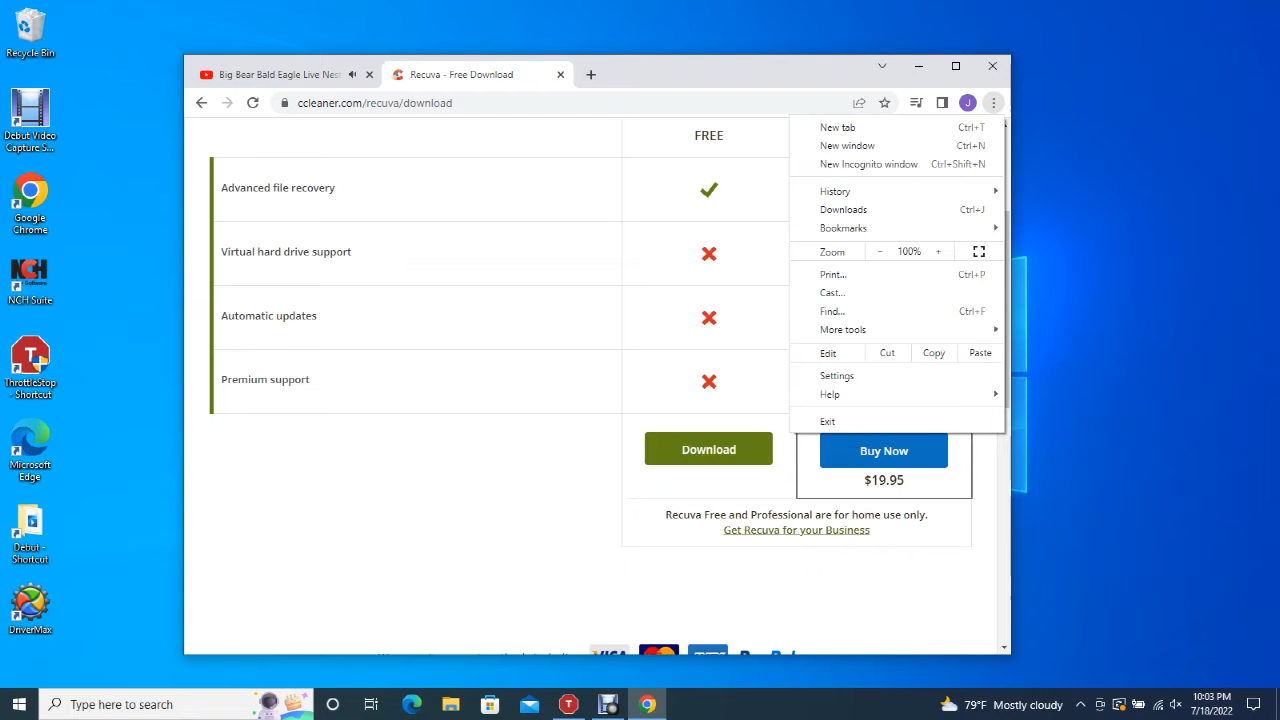 Recycle Bin
Debut Video
Capture S...
Google
Chrome
NCH
Software
NCH Suite
ThrottleStop
- Shortcut
Microsoft
Edge
Debut -
Shortcut
DriverMax
Big Bear Bald Eagle Live Nes
Recuva - Free Download
ccleaner.com/recuva/download
J
FREE
Advanced file recovery
Virtual hard drive support
Automatic updates
Premium support
Download
Buy Now
$19.95
Recuva Free and Professional are for home use only.
Get Recuva for your Business
VISA
New tab Ctrl+T
New window Ctrl+N
New Incognito window Ctrl+Shift+N
History
Downloads Ctrl+J
Bookmarks
Zoom - 100% +
Print... Ctrl+P
Cast...
Find... Ctrl+F
More tools
Edit Cut Copy Paste
Settings
Help
Exit
Type here to search
79°F Mostly cloudy
10:03 PM
7/18/2022